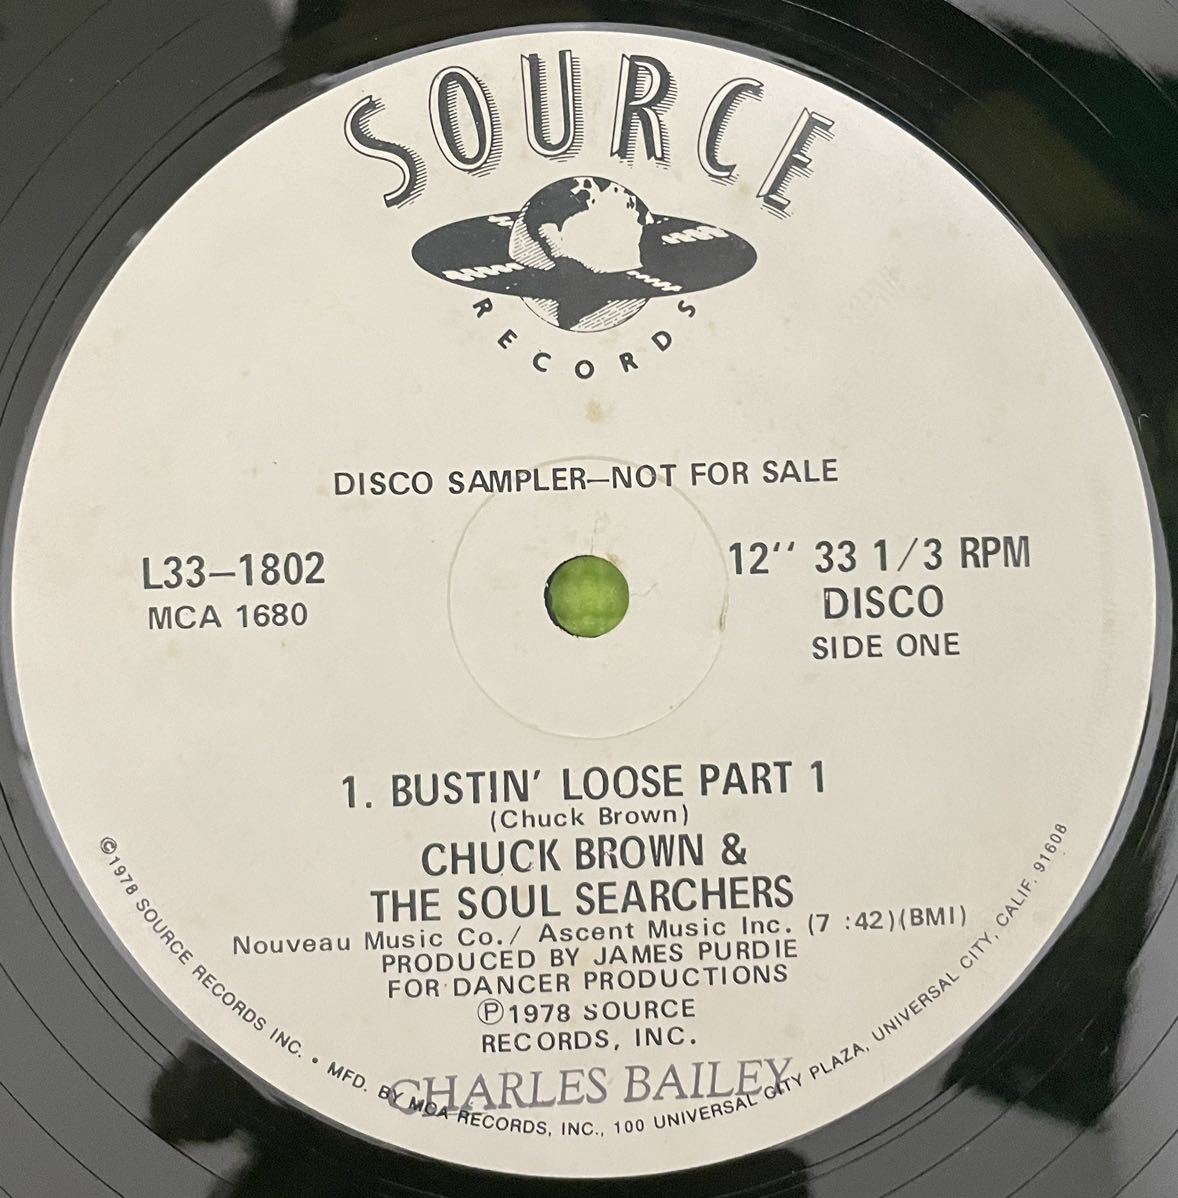 SOURCE
RECORDS
DISCO SAMPLER—NOT FOR SALE
L33–1802
MCA 1680
12'' 33 1/3 RPM
DISCO
SIDE ONE
1. BUSTIN' LOOSE PART 1
(Chuck Brown)
CHUCK BROWN &
THE SOUL SEARCHERS
Nouveau Music Co./ Ascent Music Inc. (7 :42)(BMI)
PRODUCED BY JAMES PURDIE
FOR DANCER PRODUCTIONS
Ⓟ1978 SOURCE
RECORDS, INC.
CHARLES BAILEY
©1978 SOURCE RECORDS INC. • MFD. BY MCA RECORDS, INC., 100 UNIVERSAL CITY PLAZA, UNIVERSAL CITY, CALIF. 91608